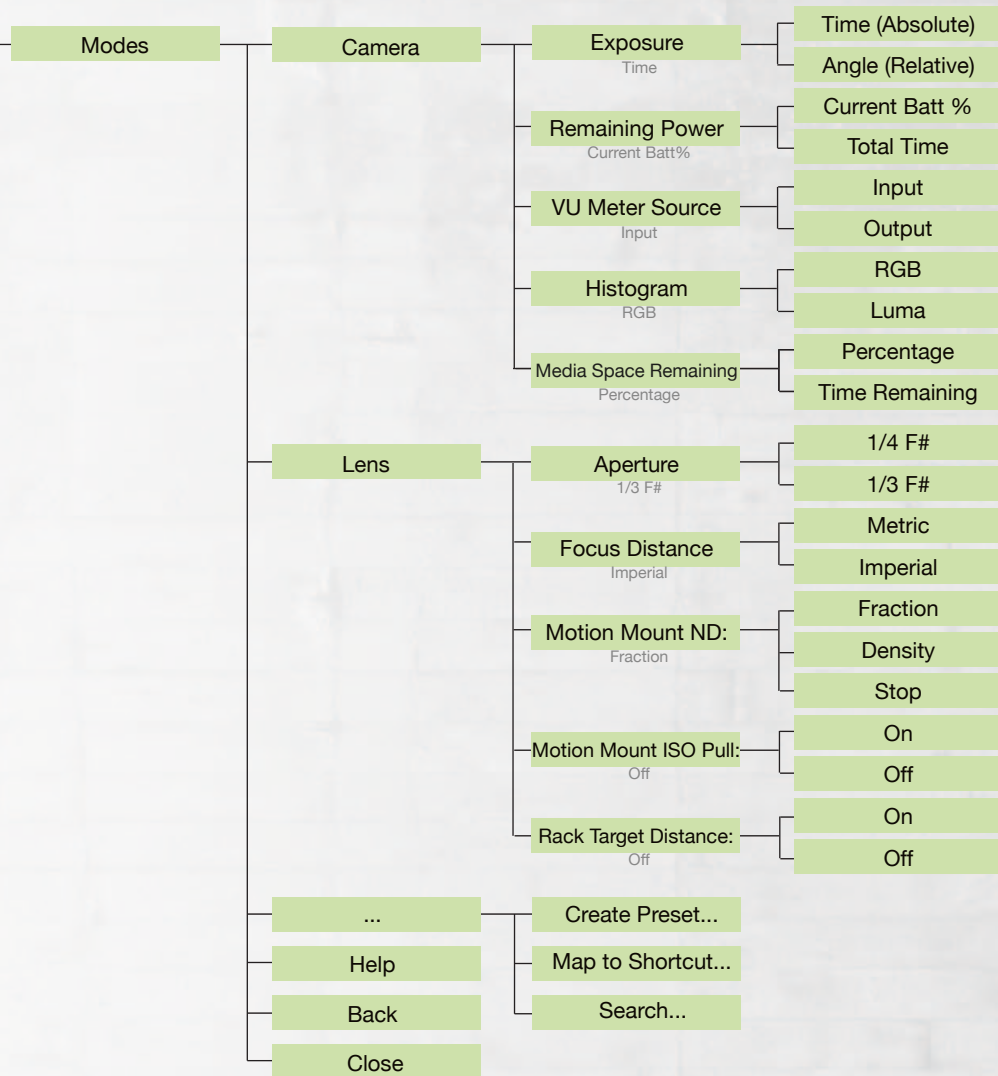 Modes
Camera
Exposure
Time
Time (Absolute)
Angle (Relative)
Remaining Power
Current Batt%
Current Batt %
Total Time
VU Meter Source
Input
Input
Output
Histogram
RGB
RGB
Luma
Media Space Remaining
Percentage
Percentage
Time Remaining
Lens
Aperture
1/3 F#
1/4 F#
1/3 F#
Focus Distance
Imperial
Metric
Imperial
Motion Mount ND:
Fraction
Fraction
Density
Stop
Motion Mount ISO Pull:
Off
On
Off
Rack Target Distance:
Off
On
Off
...
Create Preset...
Map to Shortcut...
Search...
Help
Back
Close